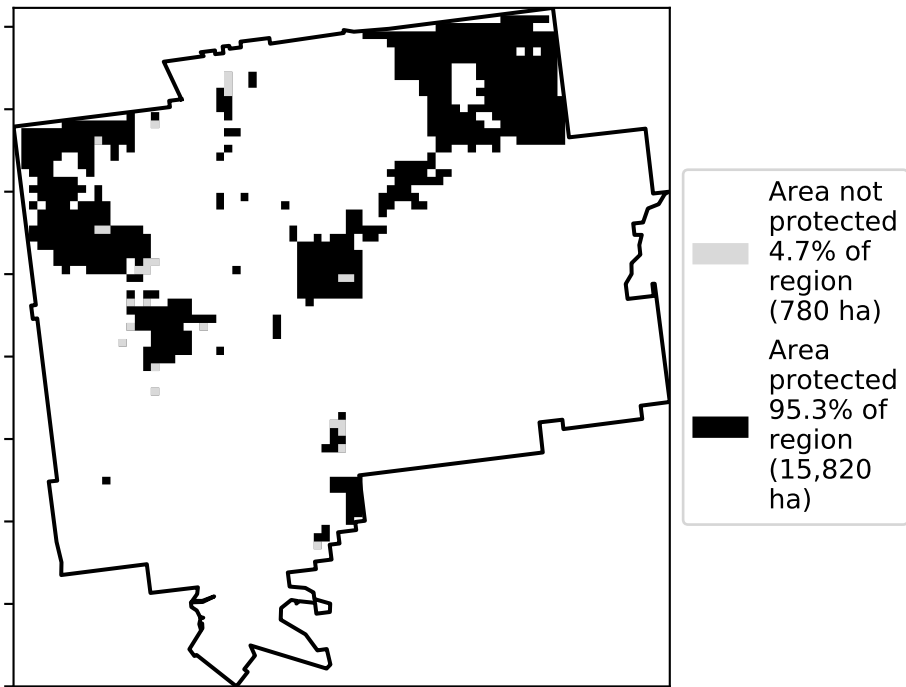 Area not
protected
4.7% of
region
(780 ha)
Area
protected
95.3% of
region
(15,820
ha)